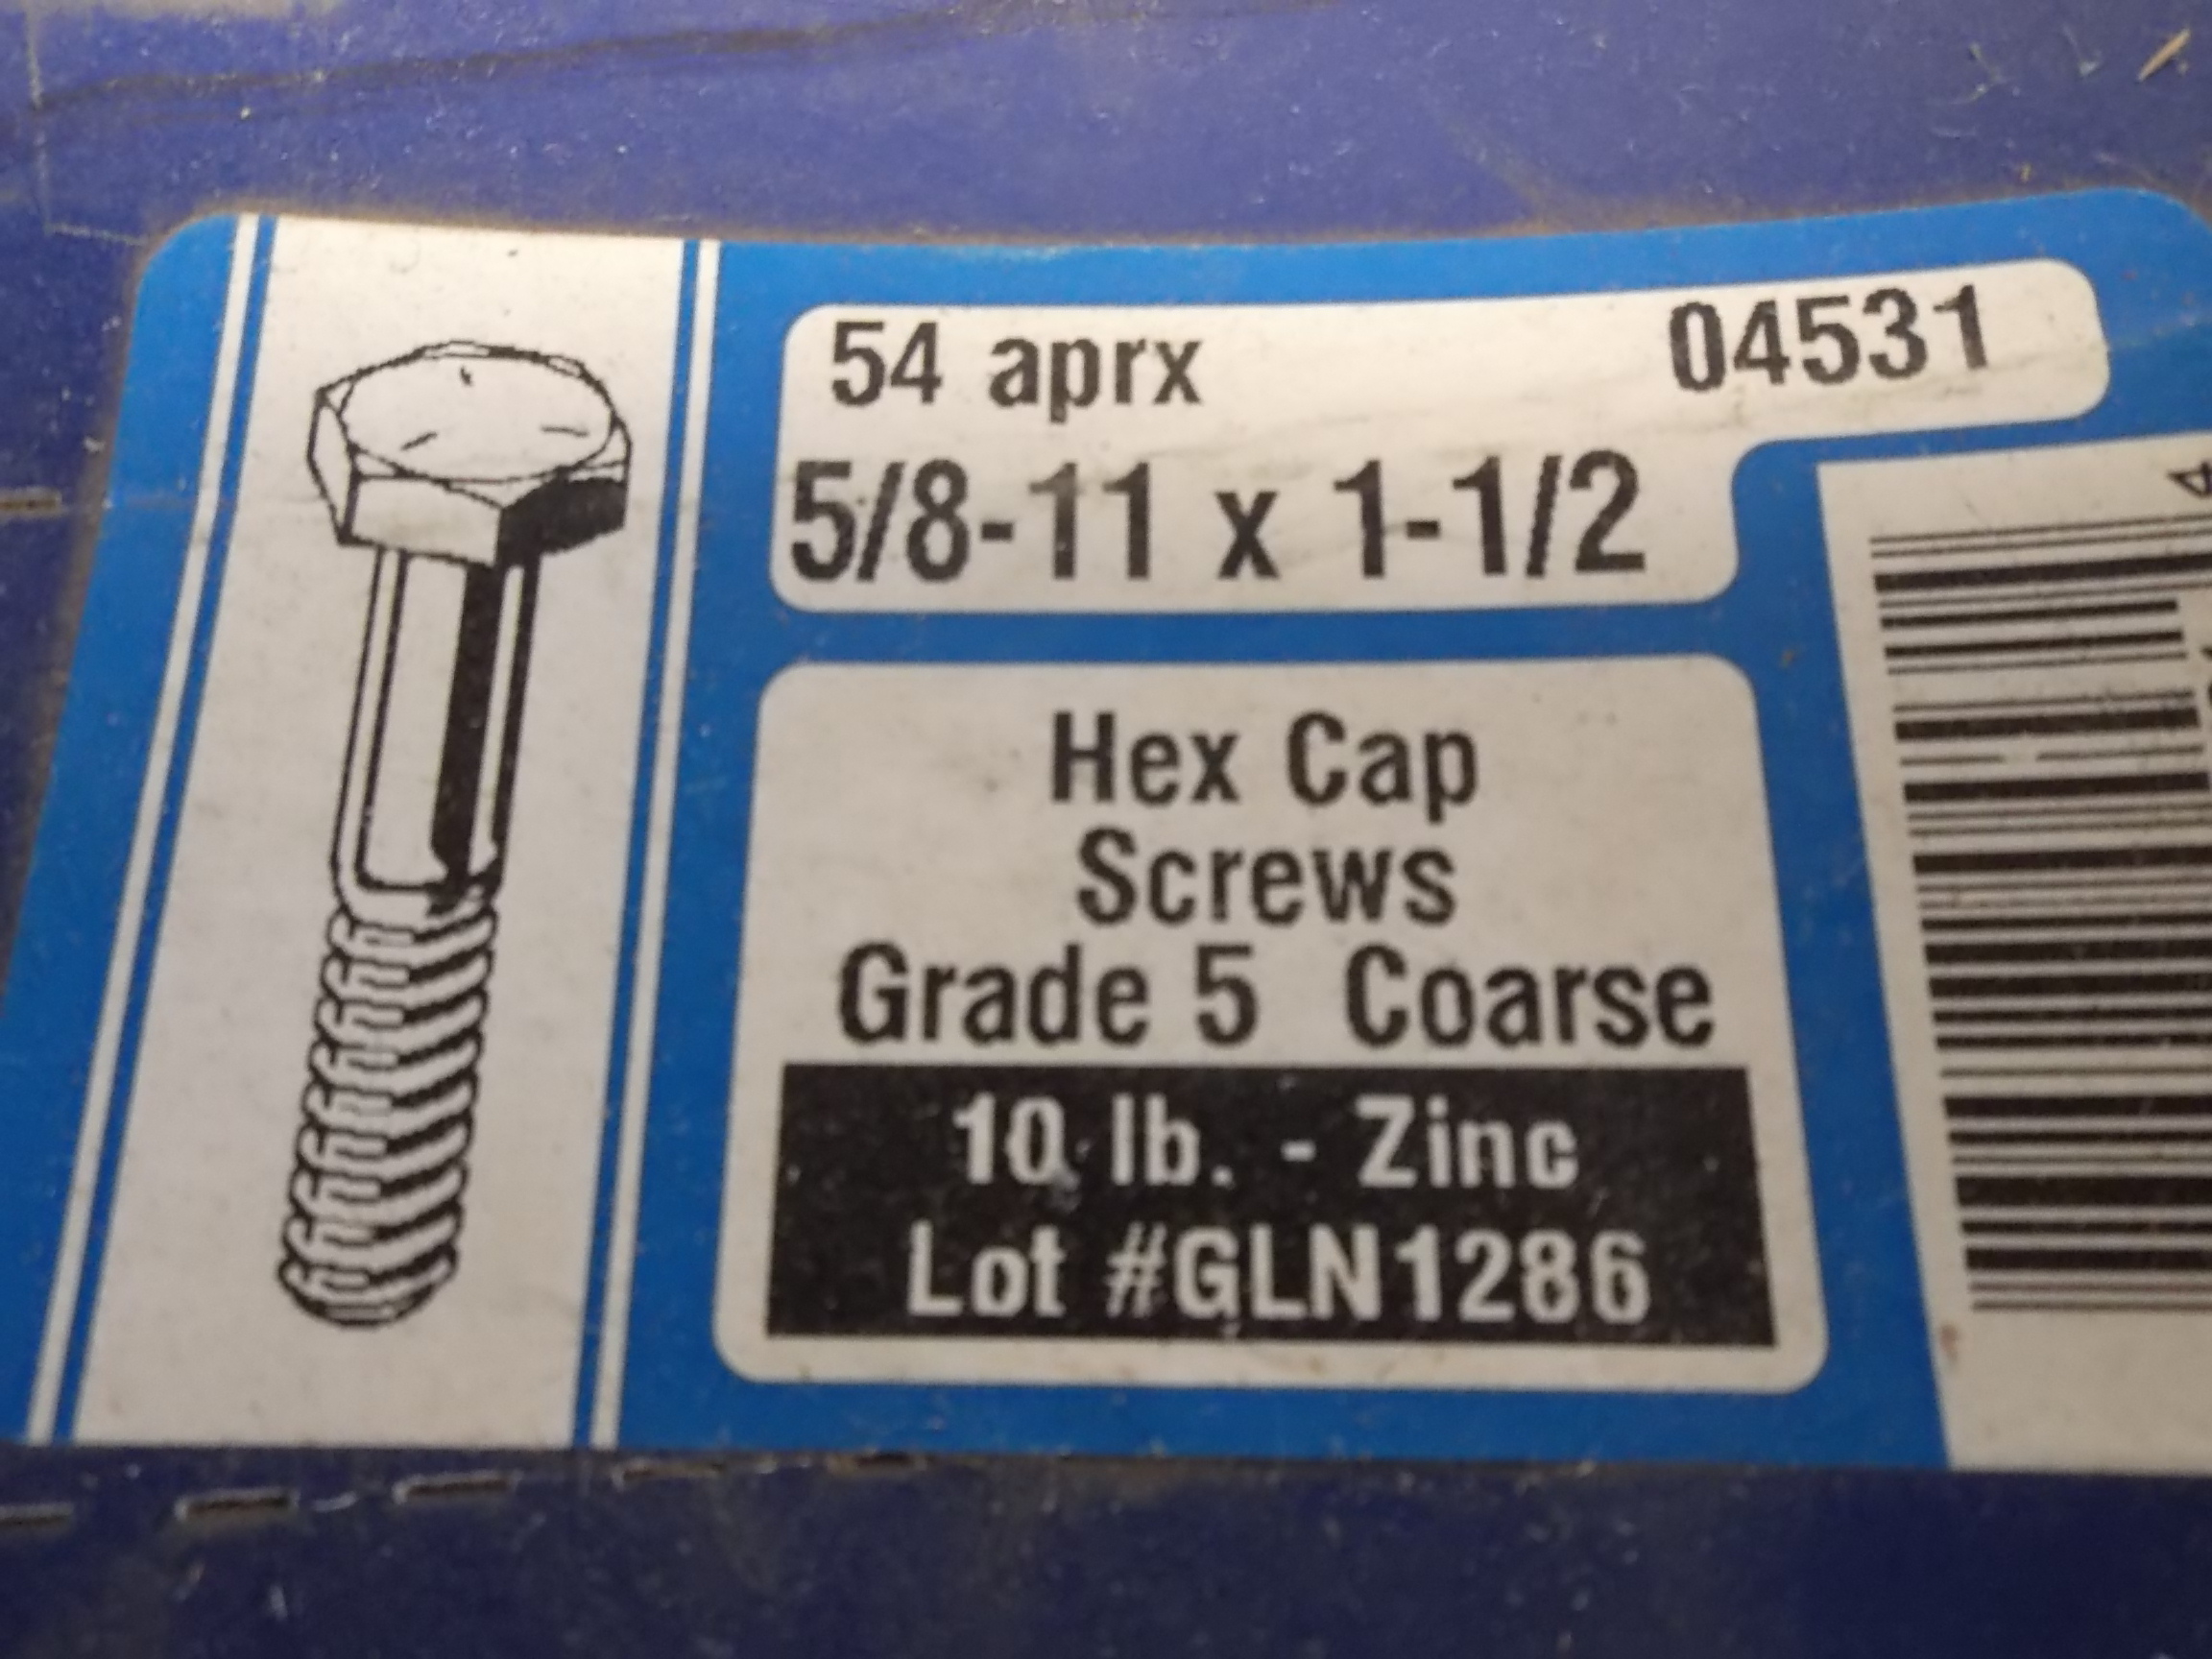 54 aprx 04531
5/8-11 x 1-1/2
Hex Cap
Screws
Grade 5 Coarse
10 lb. - Zinc
Lot #GLN1286